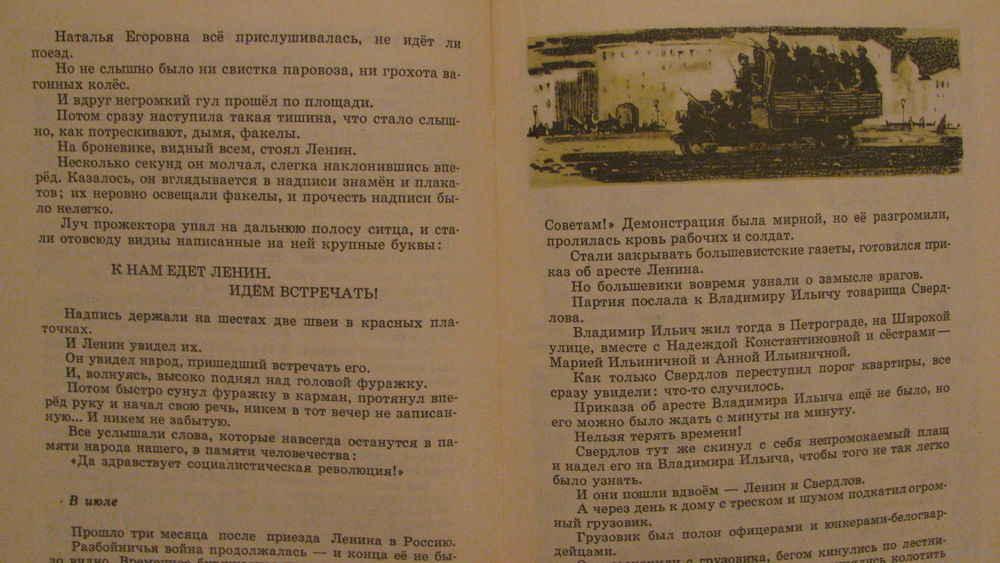 Наталья Егоровна всё прислушивалась, не идёт ли
поезд.
Но не слышно было ни свистка паровоза, ни грохота ва-
гонных колёс.
И вдруг негромкий гул прошёл по площади.
Потом сразу наступила такая тишина, что стало слыш-
но, как потрескивают, дымя, факелы.
На броневике, видный всем, стоял Ленин.
Несколько секунд он молчал, слегка наклонившись впе-
рёд. Казалось, он вглядывается в надписи знамён и плака-
тов; их неровно освещали факелы, и прочесть надписи бы-
ло нелегко.
Луч прожектора упал на дальнюю полосу ситца, и ста-
ли отовсюду видны написанные на ней крупные буквы:
К НАМ ЕДЕТ ЛЕНИН.
ИДЁМ ВСТРЕЧАТЬ!
Надпись держали на шестах две швеи в красных пла-
точках.
И Ленин увидел их.
Он увидел народ, пришедший встречать его.
И, волнуясь, высоко поднял над головой фуражку.
Потом быстро сунул фуражку в карман, протянул впе-
рёд руку и начал свою речь, никем в тот вечер не записан-
ную... И никем не забытую.
Все услышали слова, которые навсегда останутся в па-
мяти народа нашего, в памяти человечества:
«Да здравствует социалистическая революция!»
В июле
Прошло три месяца после приезда Ленина в Россию.
Разбойничья война продолжалась — и конца её не бы-
ло видно. Временное
Советам!» Демонстрация была мирной, но её разгромили,
пролилась кровь рабочих и солдат.
Стали закрывать большевистские газеты, готовился при-
каз об аресте Ленина.
Но большевики вовремя узнали о замысле врагов.
Партия послала к Владимиру Ильичу товарища Сверд-
лова.
Владимир Ильич жил тогда в Петрограде, на Широкой
улице, вместе с Надеждой Константиновной и сёстрами—
Марией Ильиничной и Анной Ильиничной.
Как только Свердлов переступил порог квартиры, все
сразу увидели: что-то случилось.
Приказа об аресте Владимира Ильича ещё не было, но
его можно было ждать с минуты на минуту.
Нельзя терять времени!
Свердлов тут же скинул с себя непромокаемый плащ
и надел его на Владимира Ильича, чтобы того не так легко
было узнать.
И они пошли вдвоём — Ленин и Свердлов.
А через день к дому с треском и шумом подкатил огром-
ный грузовик.
Грузовик был полон офицерами и юнкерами-белогвар-
дейцами.
с грузовика, бегом кинулись по лестни-
колотить